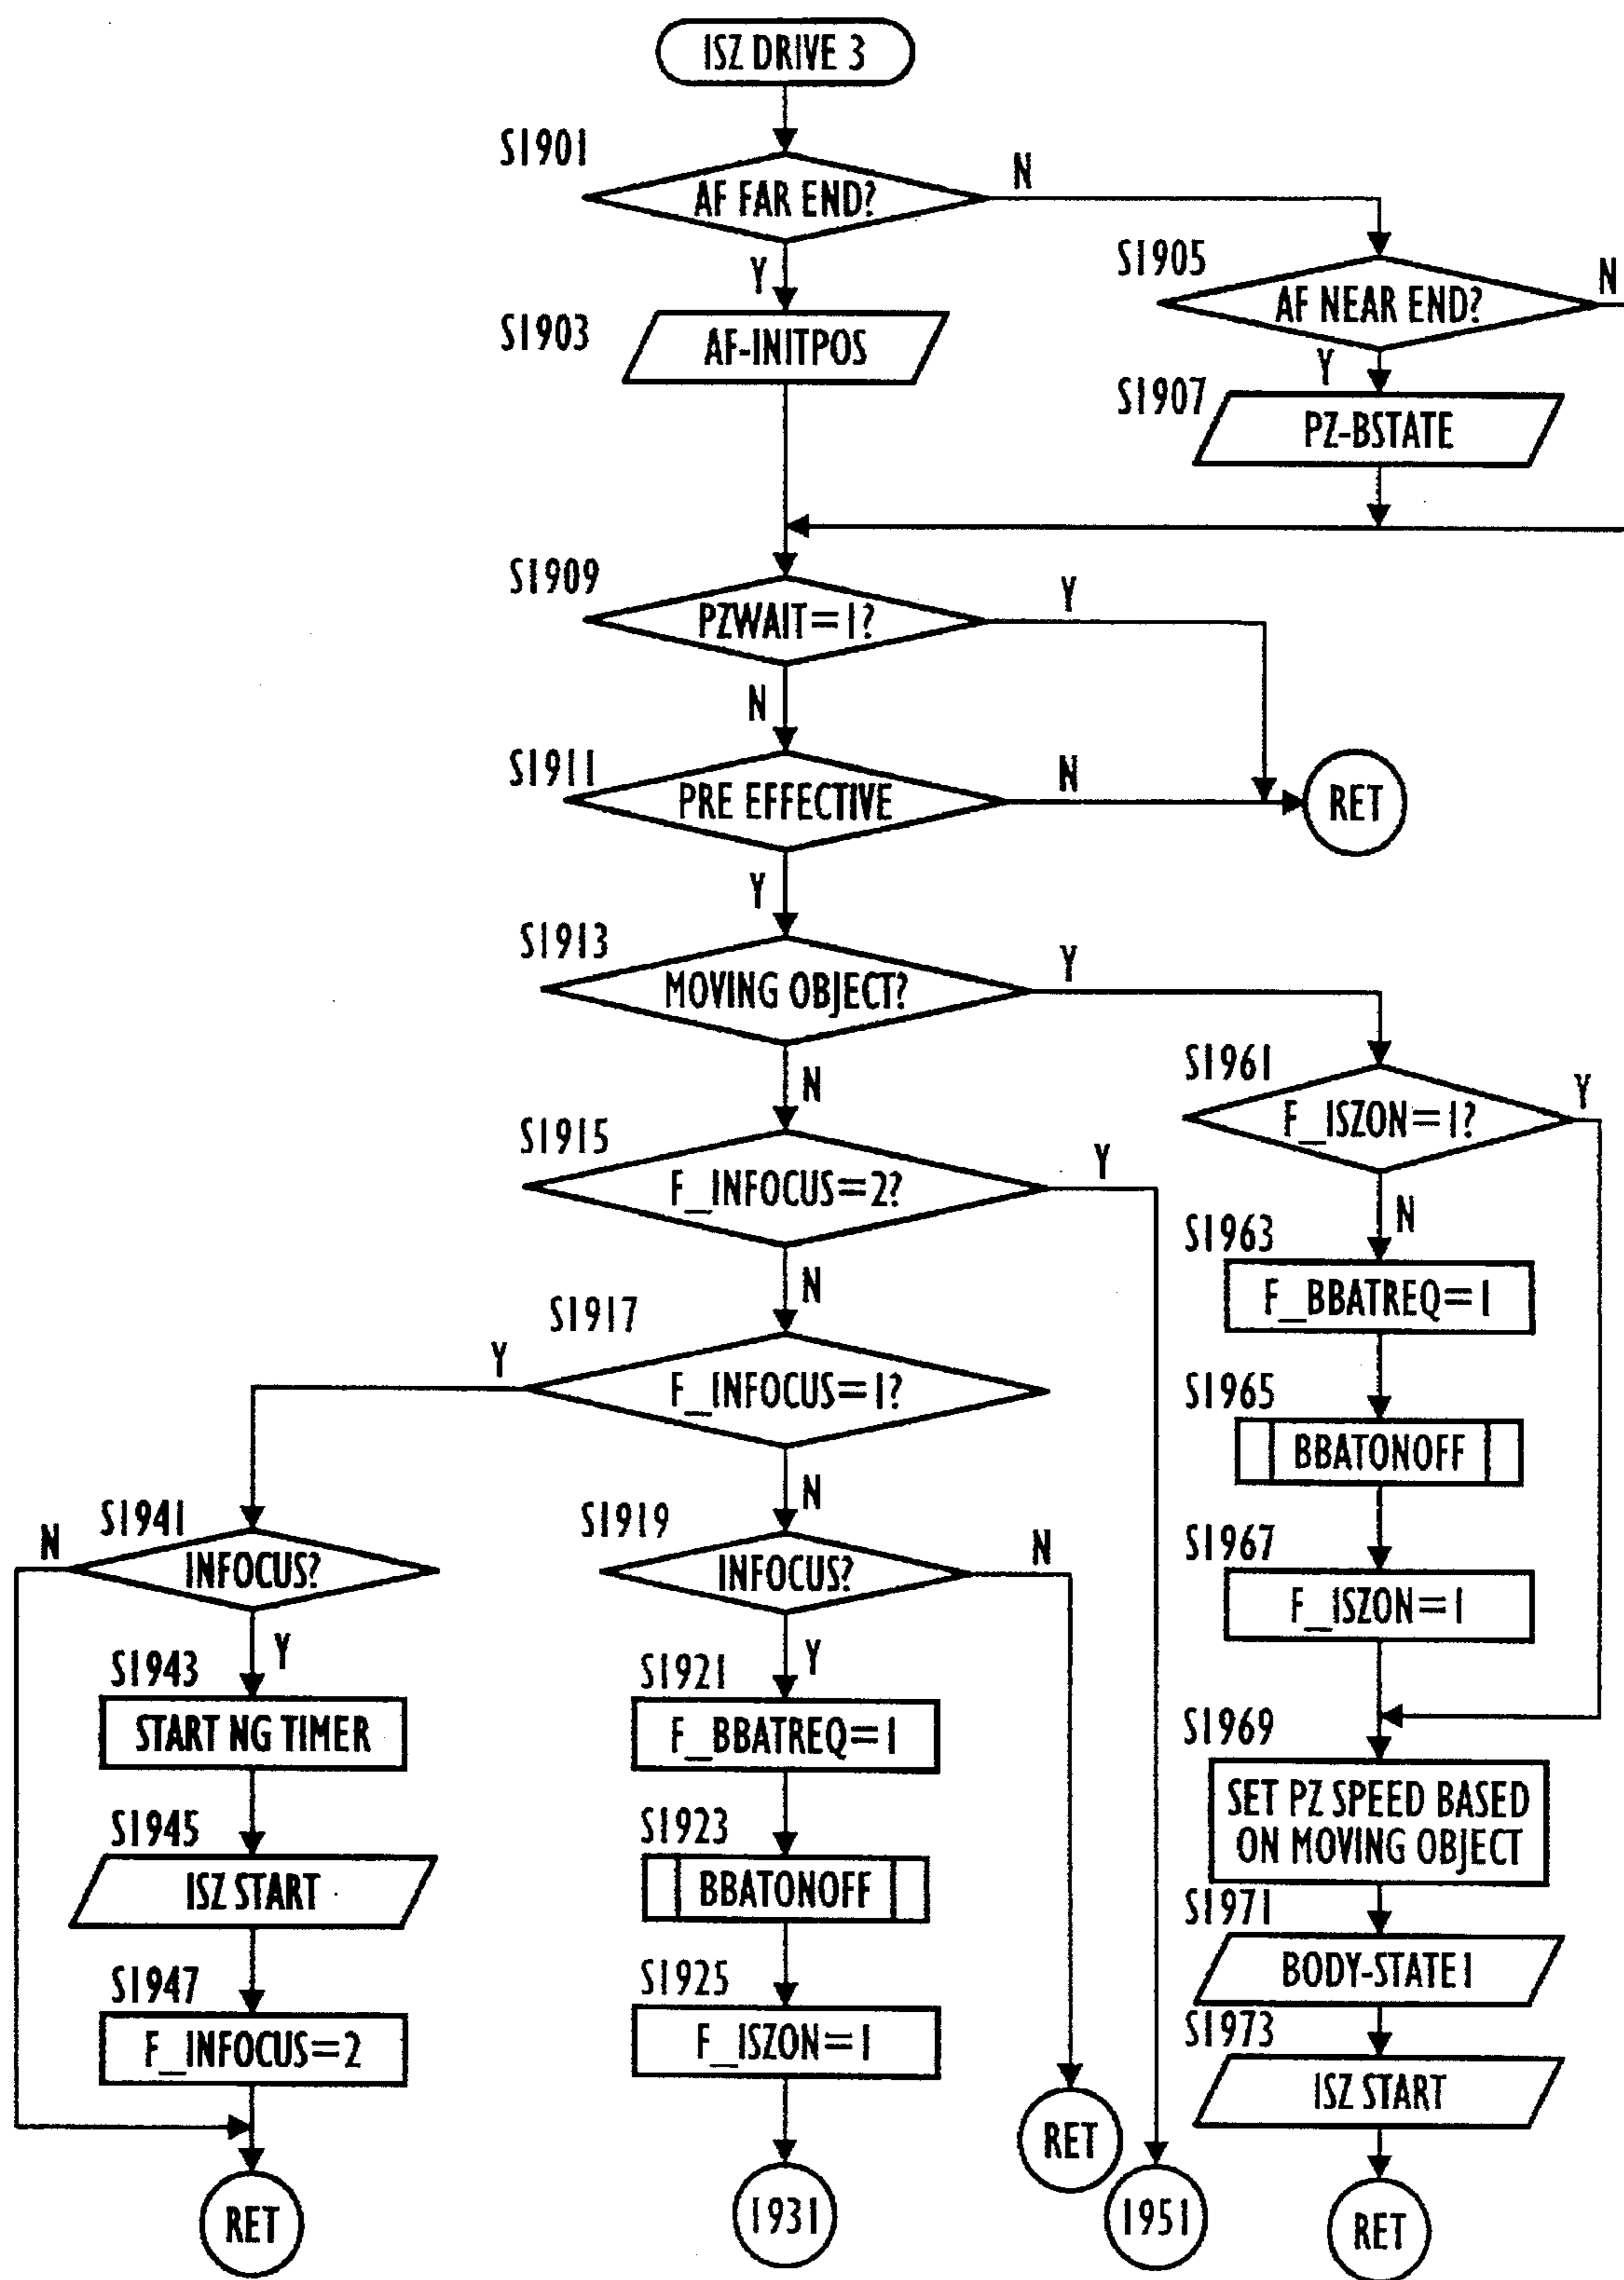 ISZ DRIVE 3
S1901
AF FAR END?
N
Y
S1903
AF-INITPOS
S1905
AF NEAR END?
N
Y
S1907
PZ-BSTATE
S1909
PZWAIT=1?
Y
N
S1911
PRE EFFECTIVE
N
RET
Y
S1913
MOVING OBJECT?
Y
N
S1915
F_INFOCUS=2?
Y
N
S1917
F_INFOCUS=1?
Y
N
S1941
INFOCUS?
N
Y
S1943
START NG TIMER
S1945
ISZ START
S1947
F_INFOCUS=2
RET
S1919
INFOCUS?
N
Y
S1921
F_BBATREQ=1
S1923
BBATONOFF
S1925
F_ISZON=1
1931
RET
1951
S1961
F_ISZON=1?
Y
N
S1963
F_BBATREQ=1
S1965
BBATONOFF
S1967
F_ISZON=1
S1969
SET PZ SPEED BASED
ON MOVING OBJECT
S1971
BODY-STATE1
S1973
ISZ START
RET